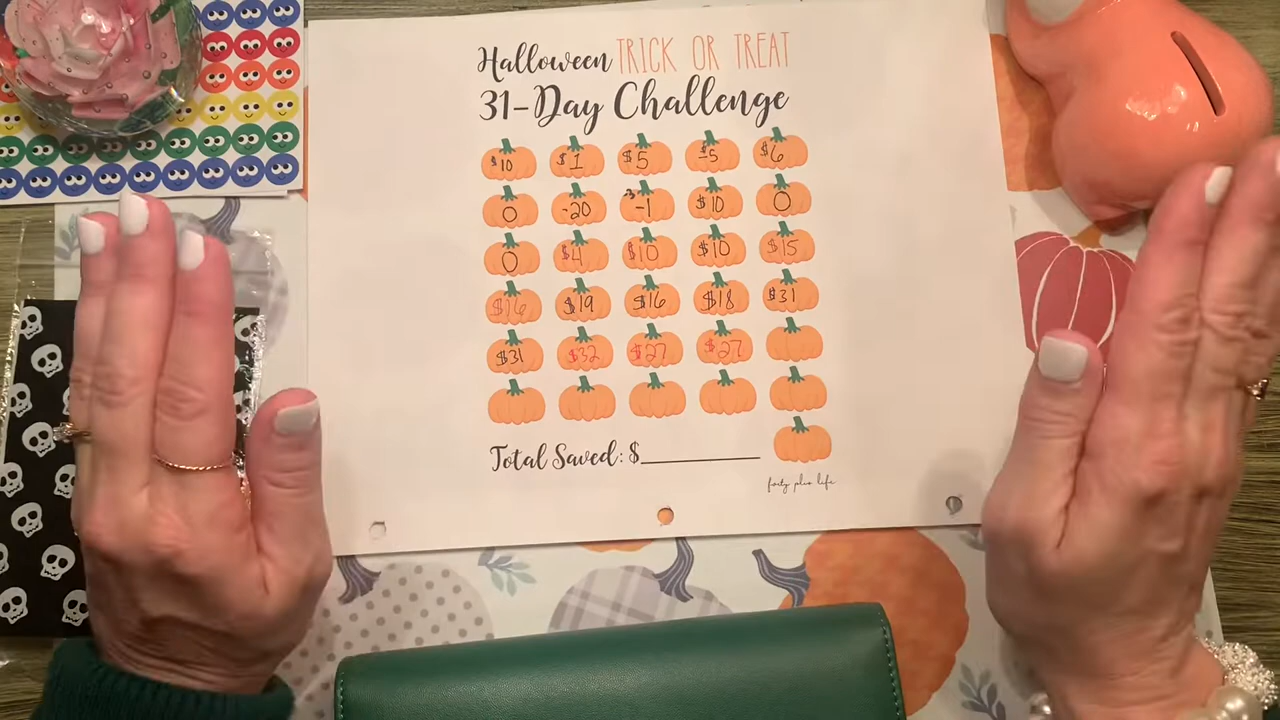 Halloween TRICK OR TREAT
31-Day Challenge
$10 $1 $5 $-5 $6
0 -20 -1 $10 0
0 $4 $10 $10 $15
$16 $19 $16 $18 $31
$31 $32 $27 $27
Total Saved: $
forty plus life